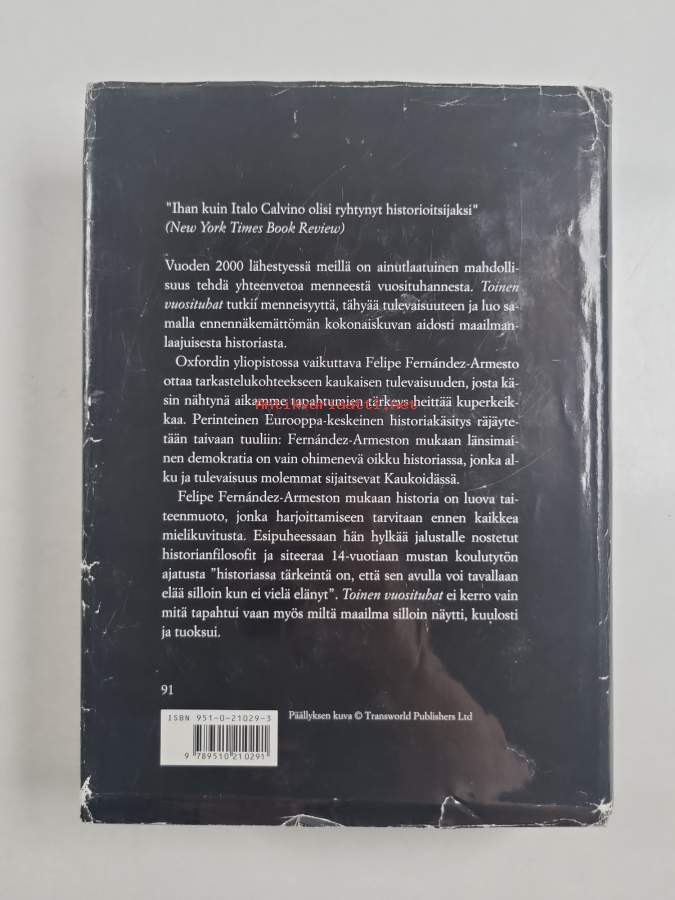 "Ihan kuin Italo Calvino olisi ryhtynyt historioitsijaksi"
(New York Times Book Review)
Vuoden 2000 lähestyessä meillä on ainutlaatuinen mahdolli-
suus tehdä yhteenvetoa menneestä vuosituhannesta. Toinen
vuosituhat tutkii menneisyyttä, tähyää tulevaisuuteen ja luo sa-
malla ennennäkemättömän kokonaiskuvan aidosti maailman-
laajuisesta historiasta.
Oxfordin yliopistossa vaikuttava Felipe Fernández-Armesto
ottaa tarkastelukohteekseen kaukaisen tulevaisuuden, josta kä-
sin nähtynä aikamme tapahtumien tärkeys heittää kuperkeik-
Antikvariaatti.net
kaa. Perinteinen Eurooppa-keskeinen historiakäsitys räjäyte-
tään taivaan tuuliin: Fernández-Armeston mukaan länsimai-
nen demokratia on vain ohimenevä oikku historiassa, jonka al-
ku ja tulevaisuus molemmat sijaitsevat Kaukoidässä.
Felipe Fernández-Armeston mukaan historia on luova tai-
teenmuoto, jonka harjoittamiseen tarvitaan ennen kaikkea
mielikuvitusta. Esipuheessaan hän hylkää jalustalle nostetut
historianfilosofit ja siteeraa 14-vuotiaan mustan koulutytön
ajatusta "historiassa tärkeintä on, että sen avulla voi tavallaan
elää silloin kun ei vielä elänyt". Toinen vuosituhat ei kerro vain
mitä tapahtui vaan myös miltä maailma silloin näytti, kuulosti
ja tuoksui.
91
ISBN 951-0-21029-3
Päällyksen kuva © Transworld Publishers Ltd
9 789510 210291